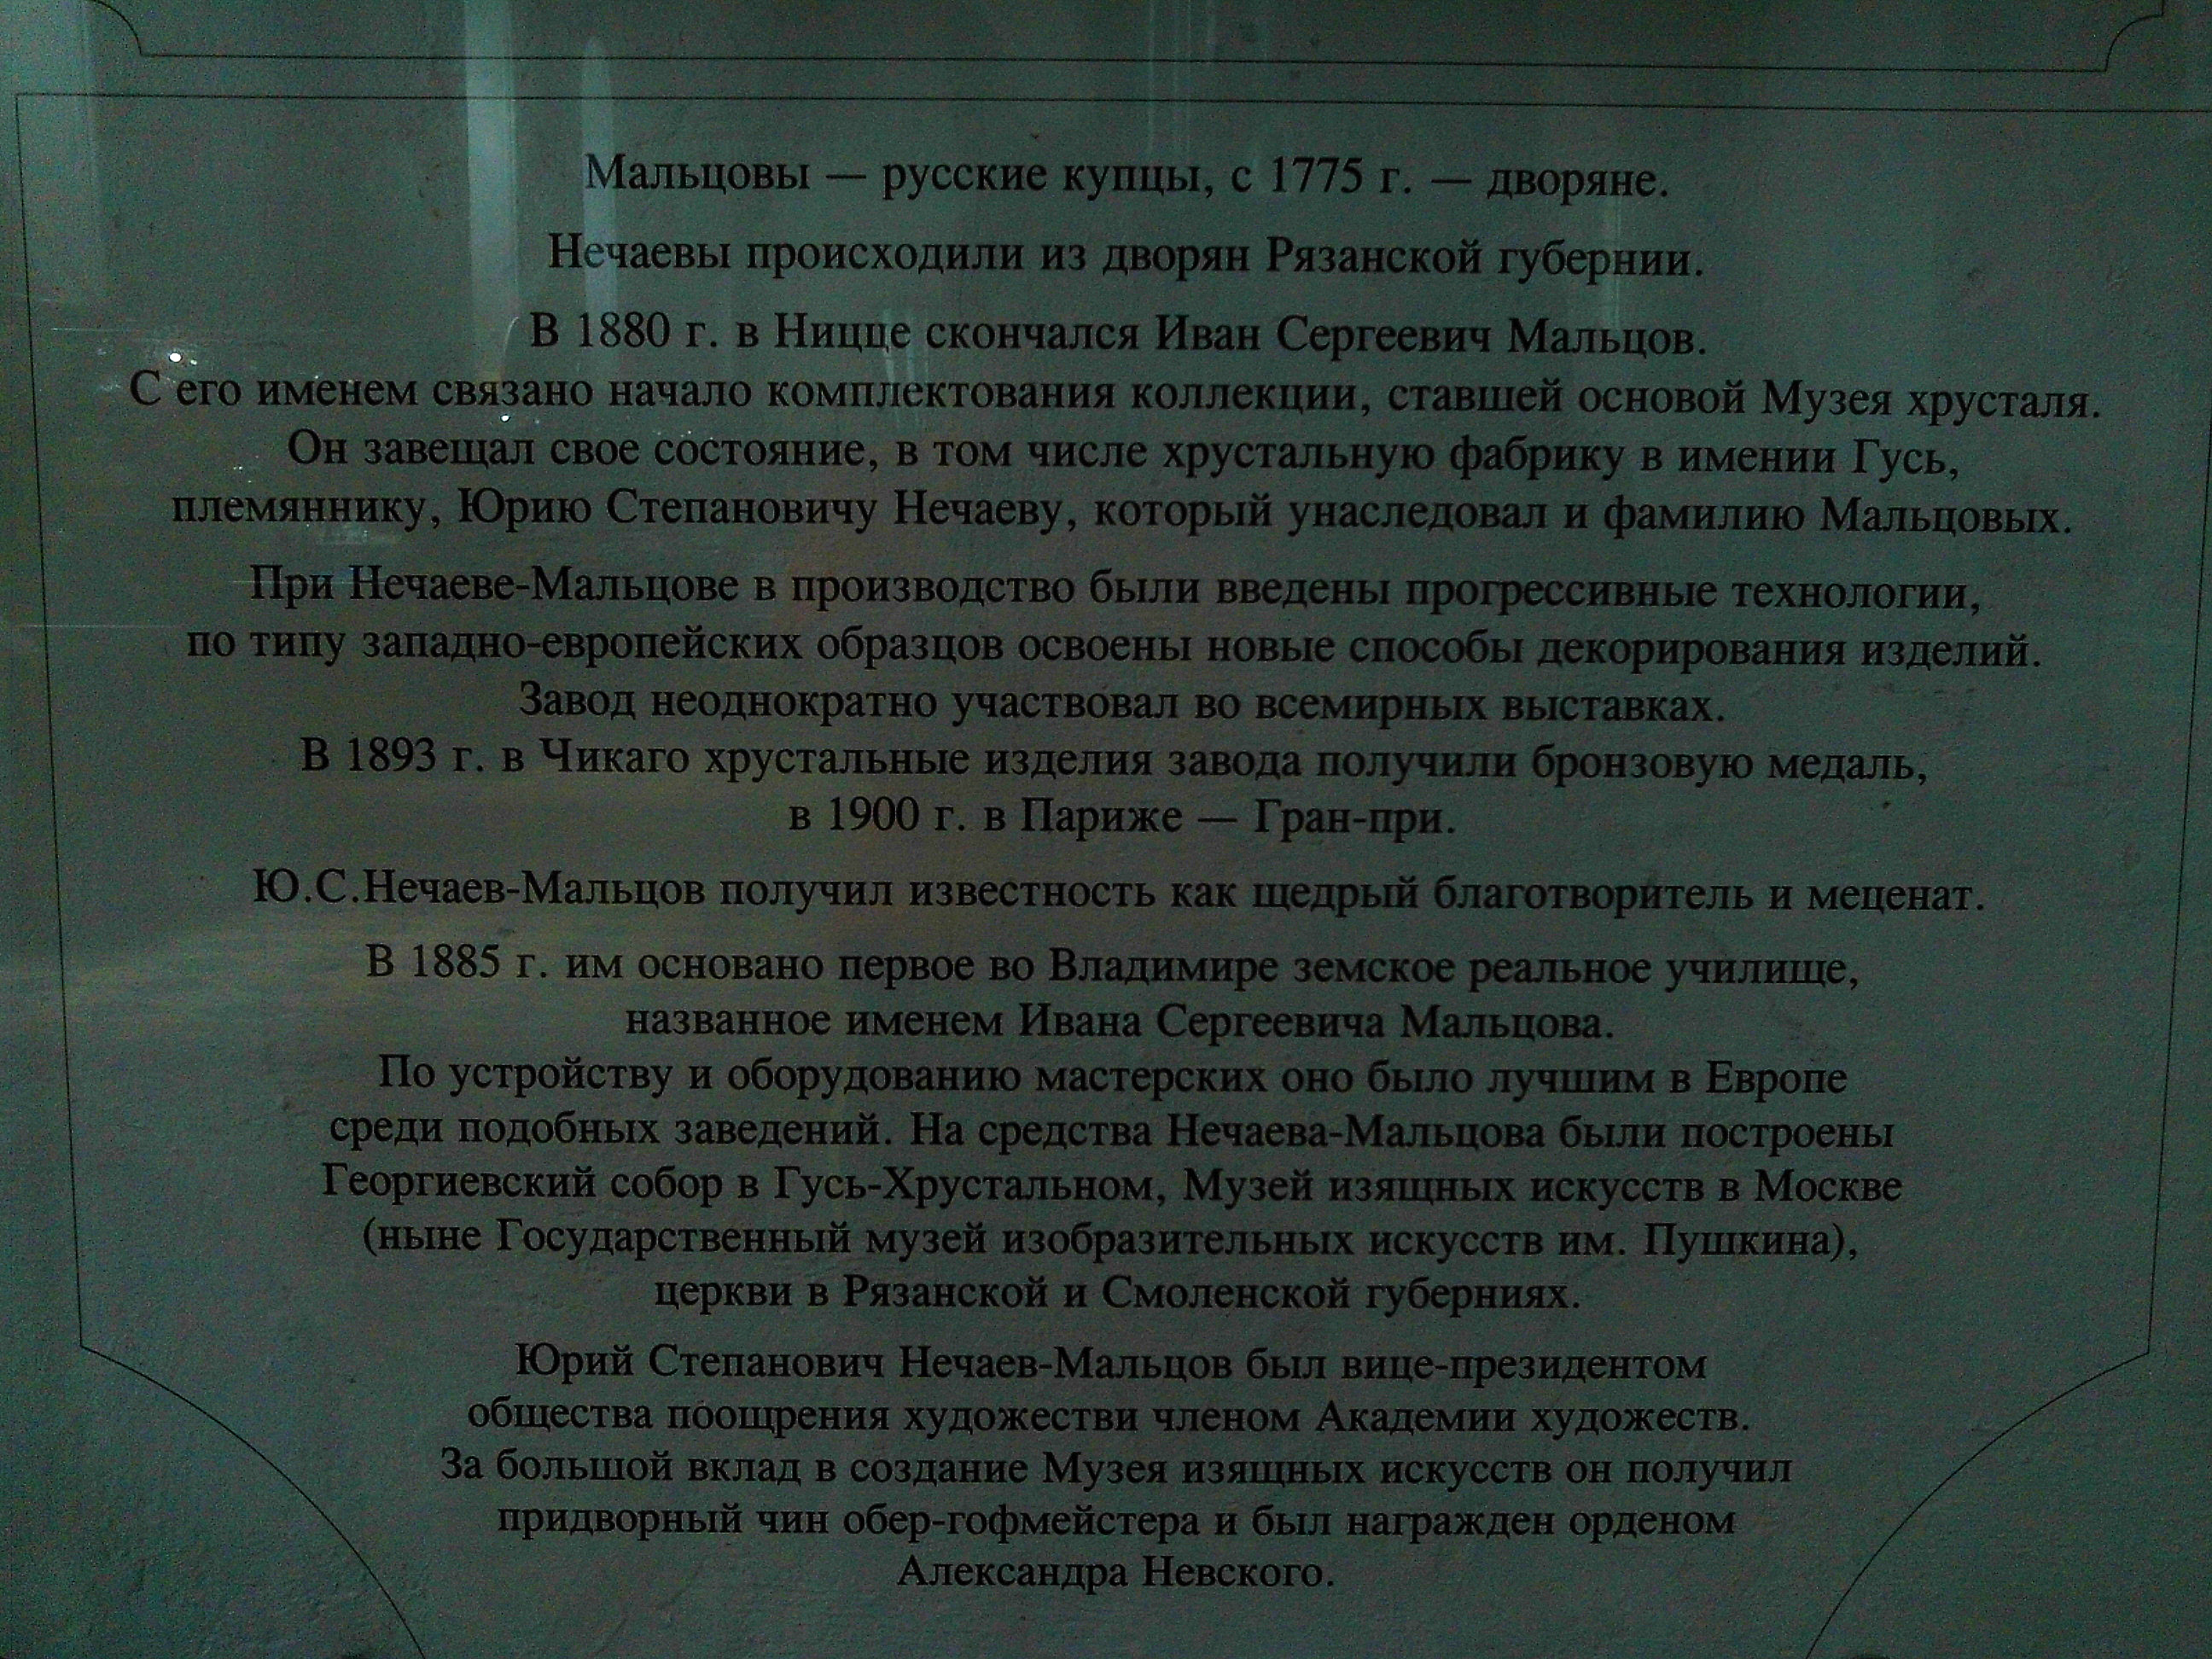 Мальцовы — русские купцы, с 1775 г. — дворяне.
Нечаевы происходили из дворян Рязанской губернии.
В 1880 г. в Ницце скончался Иван Сергеевич Мальцов.
С его именем связано начало комплектования коллекции, ставшей основой Музея хрусталя.
Он завещал свое состояние, в том числе хрустальную фабрику в имении Гусь,
племяннику, Юрию Степановичу Нечаеву, который унаследовал и фамилию Мальцовых.
При Нечаеве-Мальцове в производство были введены прогрессивные технологии,
по типу западно-европейских образцов освоены новые способы декорирования изделий.
Завод неоднократно участвовал во всемирных выставках.
В 1893 г. в Чикаго хрустальные изделия завода получили бронзовую медаль,
в 1900 г. в Париже — Гран-при.
Ю.С.Нечаев-Мальцов получил известность как щедрый благотворитель и меценат.
В 1885 г. им основано первое во Владимире земское реальное училище,
названное именем Ивана Сергеевича Мальцова.
По устройству и оборудованию мастерских оно было лучшим в Европе
среди подобных заведений. На средства Нечаева-Мальцова были построены
Георгиевский собор в Гусь-Хрустальном, Музей изящных искусств в Москве
(ныне Государственный музей изобразительных искусств им. Пушкина),
церкви в Рязанской и Смоленской губерниях.
Юрий Степанович Нечаев-Мальцов был вице-президентом
общества поощрения художестви членом Академии художеств.
За большой вклад в создание Музея изящных искусств он получил
придворный чин обер-гофмейстера и был награжден орденом
Александра Невского.